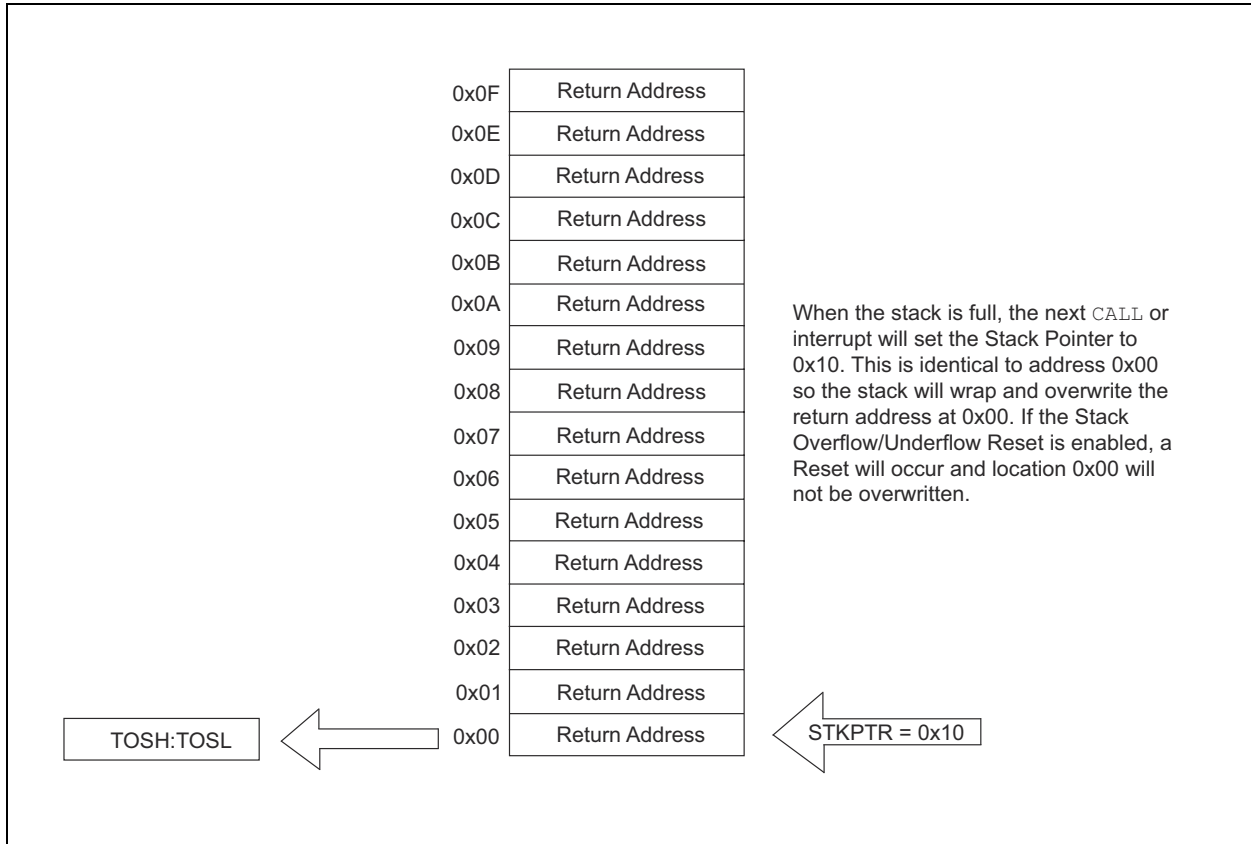 0x0F Return Address
0x0E Return Address
0x0D Return Address
0x0C Return Address
0x0B Return Address
0x0A Return Address
0x09 Return Address
0x08 Return Address
0x07 Return Address
0x06 Return Address
0x05 Return Address
0x04 Return Address
0x03 Return Address
0x02 Return Address
0x01 Return Address
TOSH:TOSL 0x00 Return Address STKPTR = 0x10
When the stack is full, the next CALL or
interrupt will set the Stack Pointer to
0x10. This is identical to address 0x00
so the stack will wrap and overwrite the
return address at 0x00. If the Stack
Overflow/Underflow Reset is enabled, a
Reset will occur and location 0x00 will
not be overwritten.